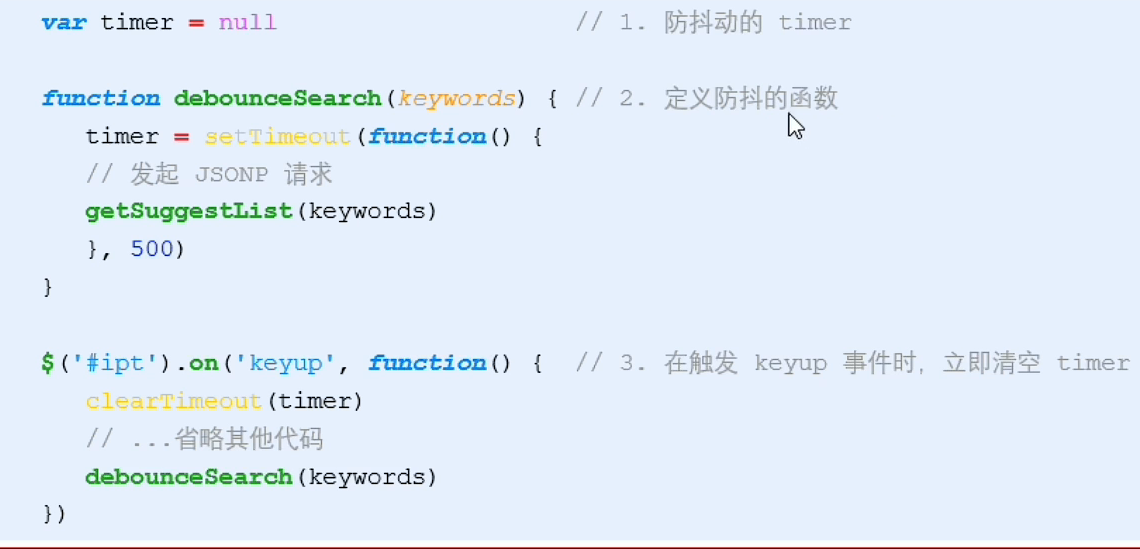 var timer = null // 1. 防抖动的 timer
function debounceSearch(keywords) { // 2. 定义防抖的函数
timer = setTimeout(function() {
// 发起 JSONP 请求
getSuggestList(keywords)
}, 500)
}
$('#ipt').on('keyup', function() { // 3. 在触发 keyup 事件时，立即清空 timer
clearTimeout(timer)
// ...省略其他代码
debounceSearch(keywords)
})